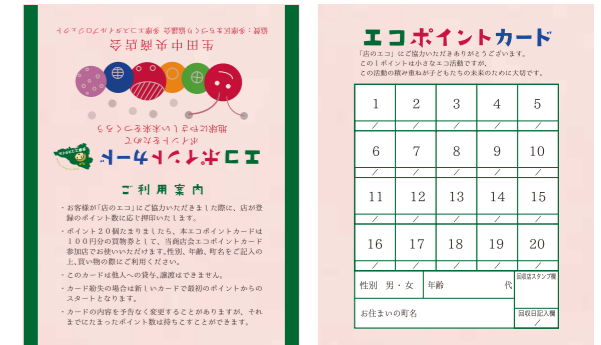 協賛：多摩区まちづくり協議会 多摩エコスタイルプロジェクト
生田中央商店会
地球にやさしい未来をつくろう
ポイントをためて
エコポイントカード
ご利用案内
・お客様が「店のエコ」にご協力いただきました際に、店が登
録のポイント数に応じ押印いたします。
・ポイント２０個たまりましたら、本エコポイントカードは
１００円分の買物券として、当商店会エコポイントカード
参加店でお使いいただけます。性別、年齢、町名をご記入の
上、買い物の際にご利用ください。
・このカードは他人への貸与、譲渡はできません。
・カード紛失の場合は新しいカードで最初のポイントからの
スタートとなります。
・カードの内容を予告なく変更することがありますが、それ
までにたまったポイント数は持ちこすことができます。
エコポイントカード
「店のエコ」にご協力いただきありがとうございます。
この１ポイントは小さなエコ活動ですが、
この活動の積み重ねが子どもたちの未来のために大切です。
1 2 3 4 5
/ / / / /
6 7 8 9 10
/ / / / /
11 12 13 14 15
/ / / / /
16 17 18 19 20
/ / / / /
性別 男・女 年齢 代 回収店スタンプ欄
お住まいの町名 回収日記入欄
/